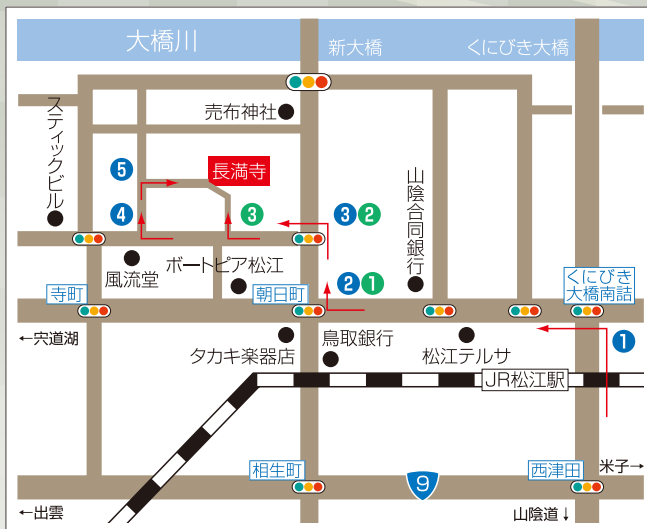 大橋川
新大橋
くにびき大橋
スティックビル
売布神社
長満寺
5
4
3
3 2
山陰合同銀行
風流堂
ボートピア松江
2 1
くにびき
大橋南詰
寺町
朝日町
←宍道湖
タカキ楽器店
鳥取銀行
松江テルサ
1
JR松江駅
相生町
9
西津田
米子→
←出雲
山陰道↓